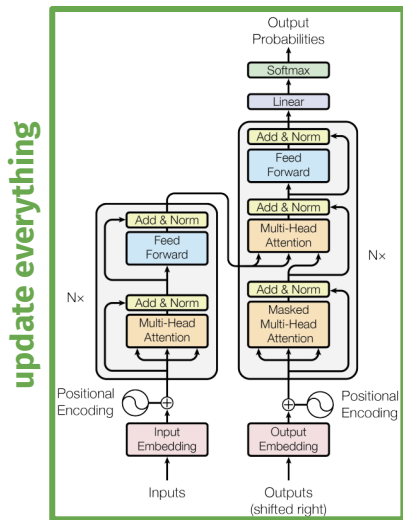 update everything
Output
Probabilities
Softmax
Linear
Add & Norm
Feed
Forward
Add & Norm
Multi-Head
Attention
Add & Norm
Masked
Multi-Head
Attention
N×
Add & Norm
Feed
Forward
N×
Add & Norm
Multi-Head
Attention
Positional
Encoding
Positional
Encoding
Input
Embedding
Output
Embedding
Inputs
Outputs
(shifted right)